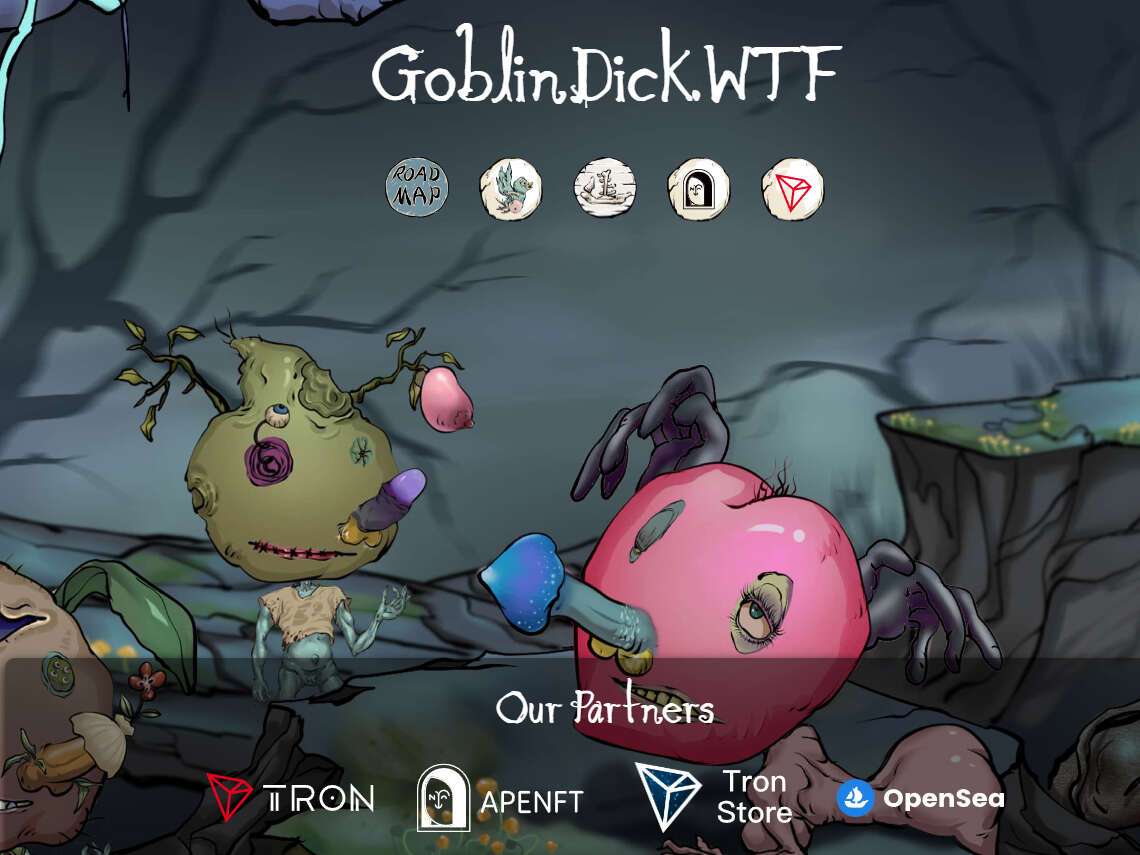 GoblinDick.WTF
ROAD
MAP
Our Partners
TRON
APENFT
Tron
Store
OpenSea